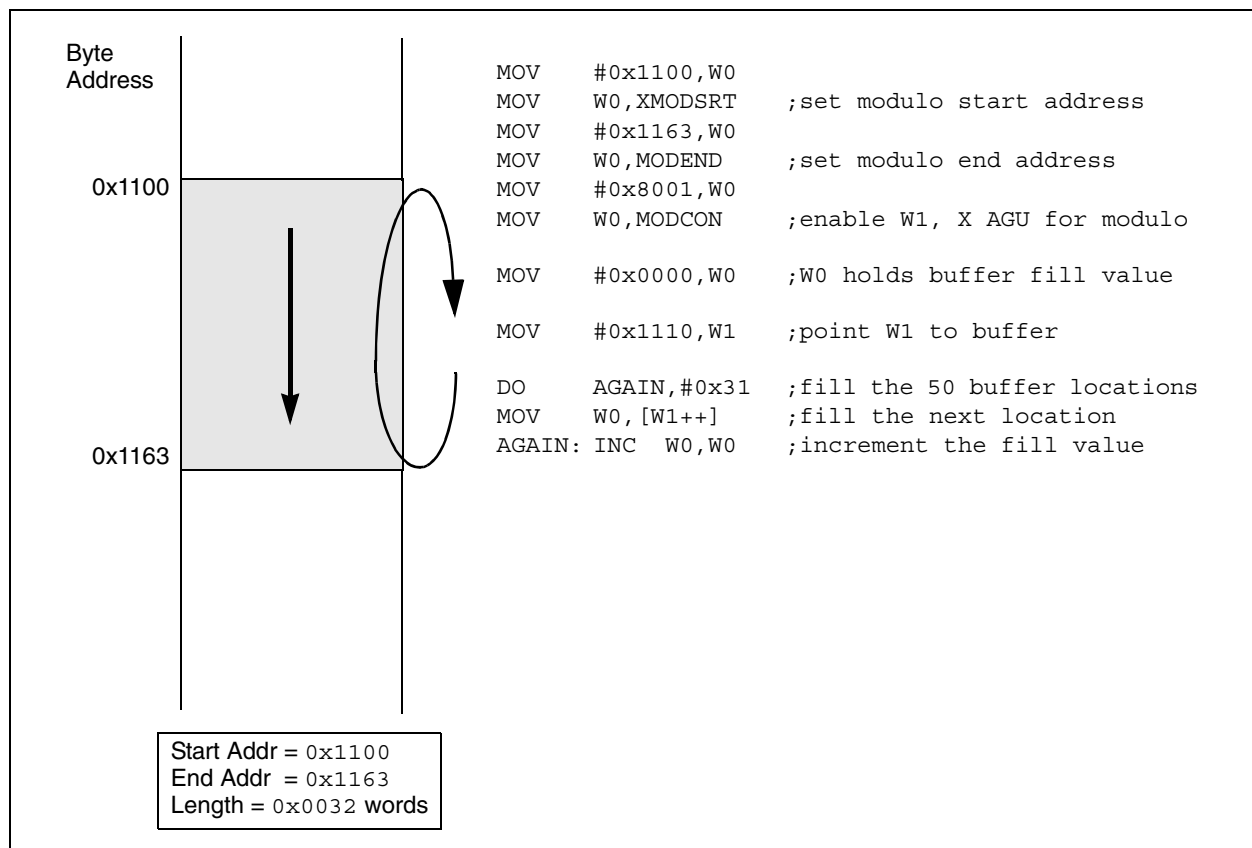 Byte
Address
0x1100
0x1163
MOV #0x1100,W0
MOV W0,XMODSRT ;set modulo start address
MOV #0x1163,W0
MOV W0,MODEND ;set modulo end address
MOV #0x8001,W0
MOV W0,MODCON ;enable W1, X AGU for modulo
MOV #0x0000,W0 ;W0 holds buffer fill value
MOV #0x1110,W1 ;point W1 to buffer
DO AGAIN,#0x31 ;fill the 50 buffer locations
MOV W0,[W1++] ;fill the next location
AGAIN: INC W0,W0 ;increment the fill value
Start Addr = 0x1100
End Addr = 0x1163
Length = 0x0032 words